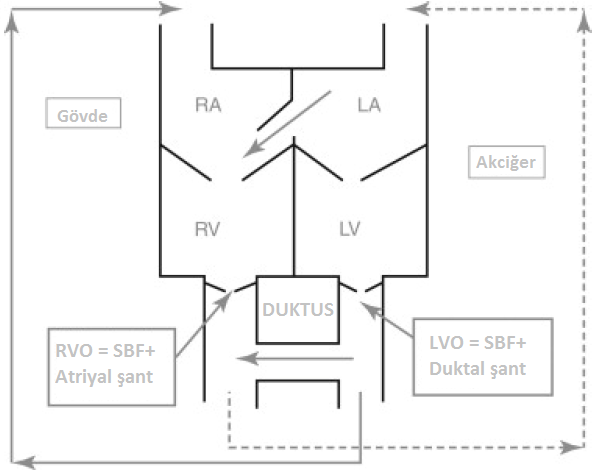 RA
LA
Gövde
Akciğer
RV
LV
DUKTUS
RVO = SBF+
Atriyal şant
LVO = SBF+
Duktal şant